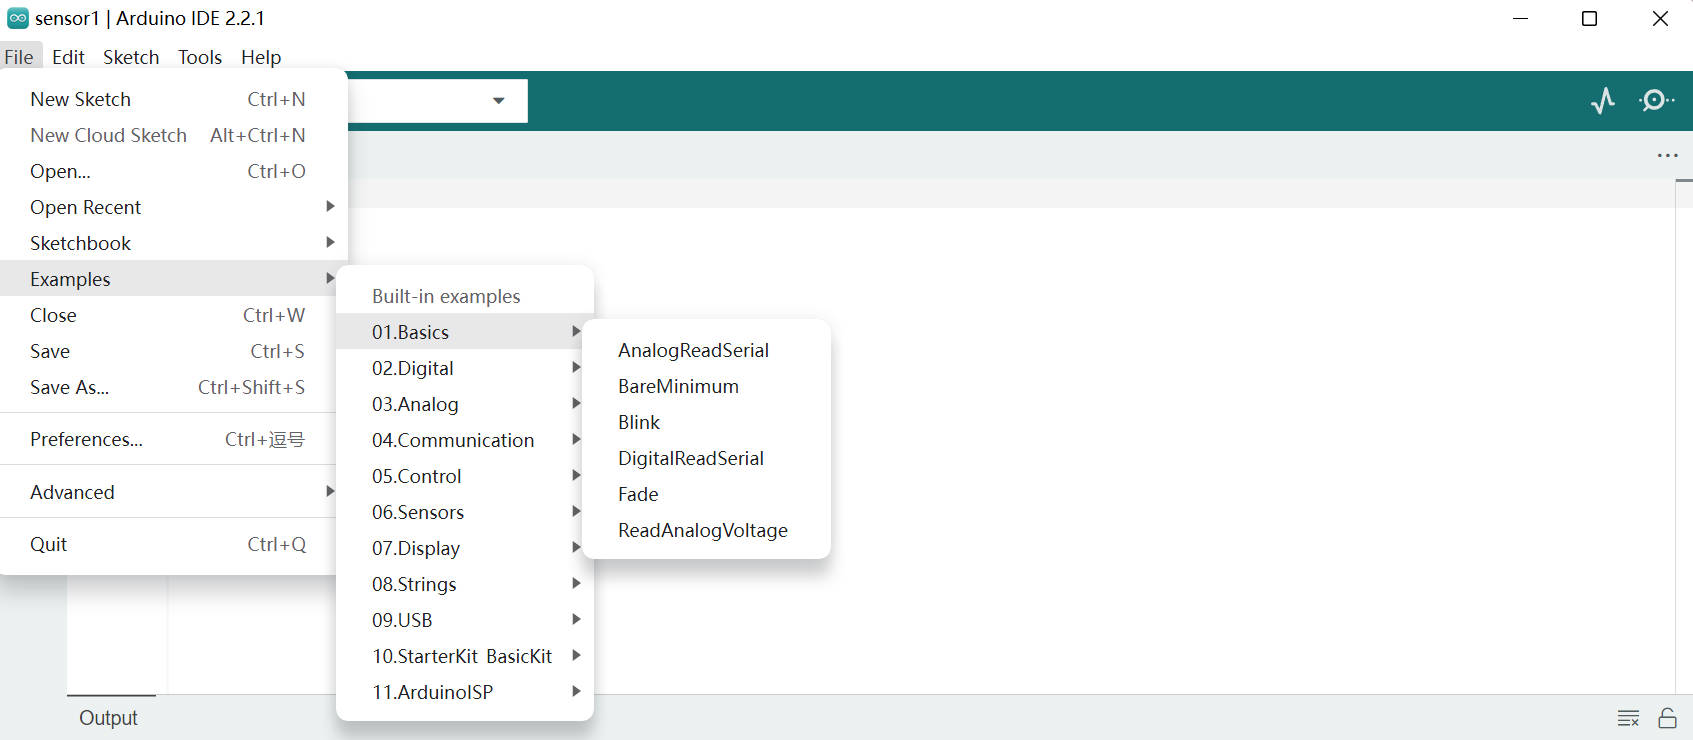 sensor1 | Arduino IDE 2.2.1
File Edit Sketch Tools Help
New Sketch Ctrl+N
New Cloud Sketch Alt+Ctrl+N
Open... Ctrl+O
Open Recent
Sketchbook
Examples
Close Ctrl+W
Save Ctrl+S
Save As... Ctrl+Shift+S
Preferences... Ctrl+逗号
Advanced
Quit Ctrl+Q
Built-in examples
01.Basics
02.Digital
03.Analog
04.Communication
05.Control
06.Sensors
07.Display
08.Strings
09.USB
10.StarterKit BasicKit
11.ArduinoISP
AnalogReadSerial
BareMinimum
Blink
DigitalReadSerial
Fade
ReadAnalogVoltage
Output